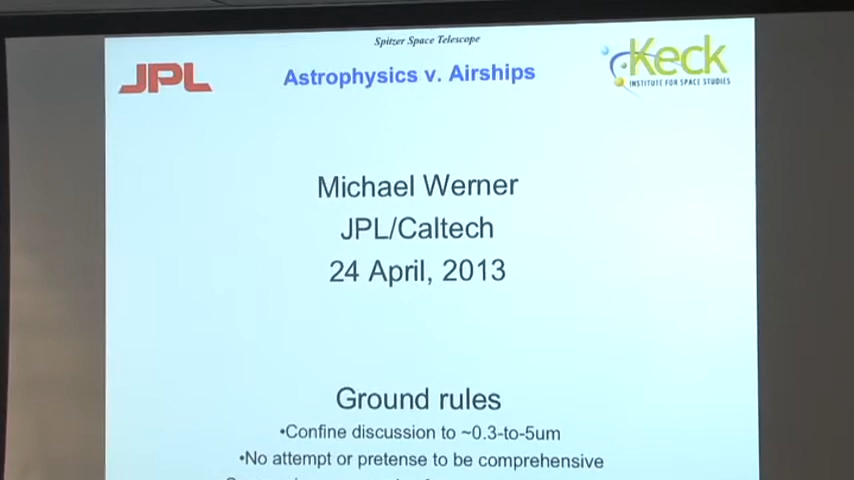 Spitzer Space Telescope
JPL
Astrophysics v. Airships
Keck
INSTITUTE FOR SPACE STUDIES
Michael Werner
JPL/Caltech
24 April, 2013
Ground rules
•Confine discussion to ~0.3-to-5um
•No attempt or pretense to be comprehensive